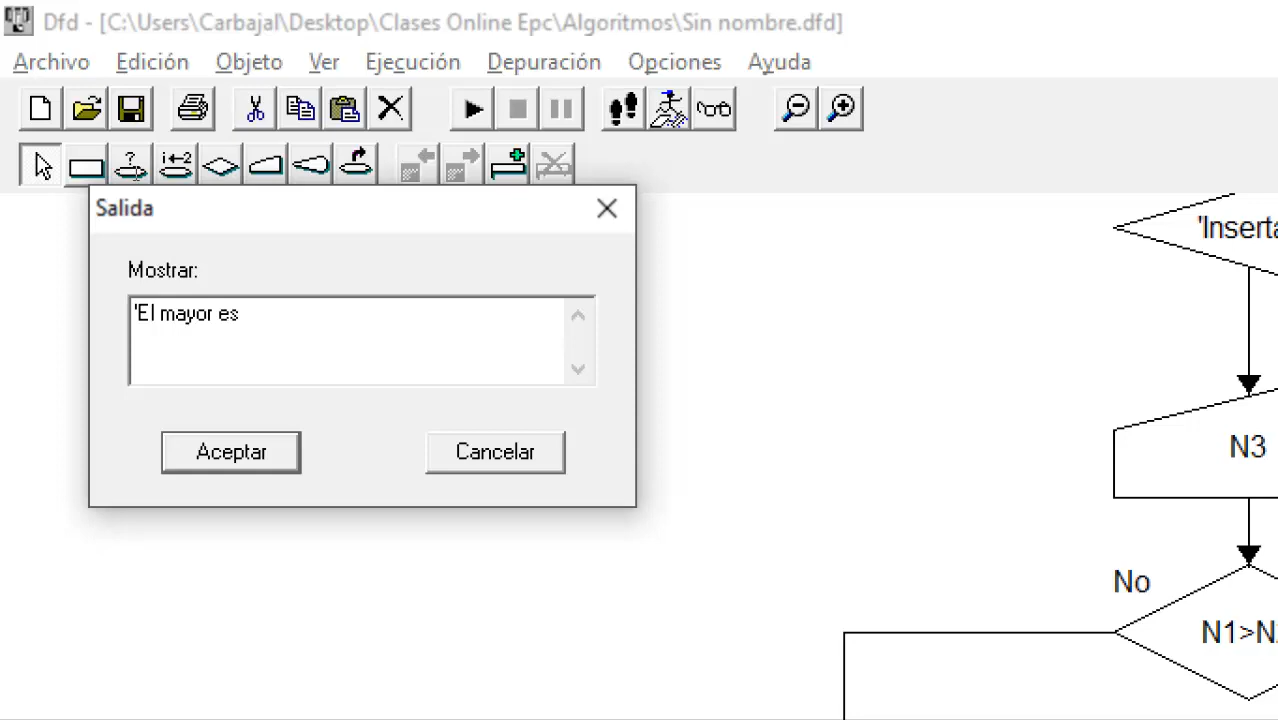 Dfd - [C:\Users\Carbajal\Desktop\Clases Online Epc\Algoritmos\Sin nombre.dfd]
Archivo Edición Objeto Ver Ejecución Depuración Opciones Ayuda
Salida
Mostrar:
'El mayor es
Aceptar Cancelar
'Inserta
N3
No
N1>N